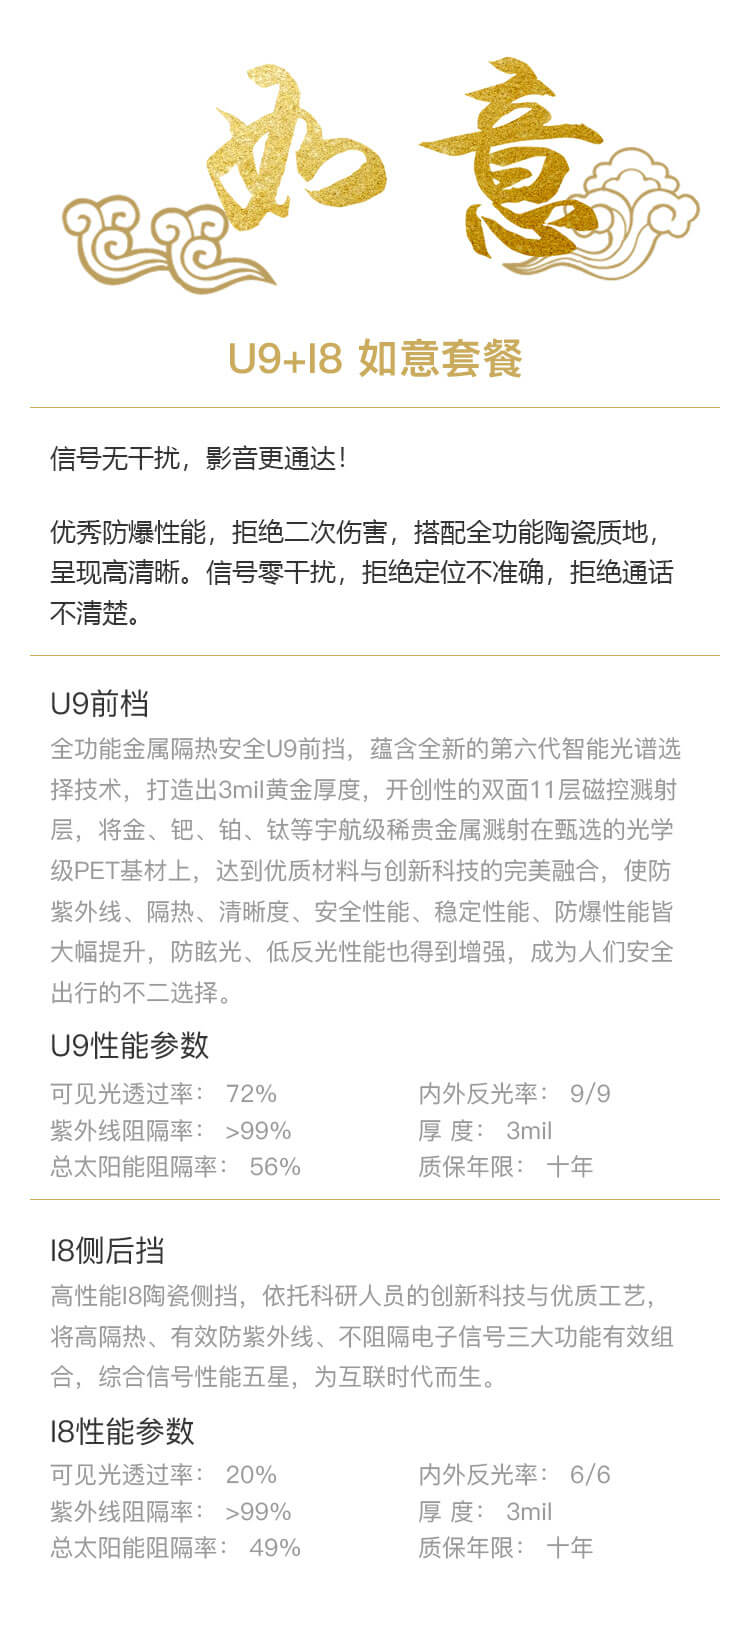 如意
U9+I8 如意套餐
信号无干扰，影音更通达！
优秀防爆性能，拒绝二次伤害，搭配全功能陶瓷质地，
呈现高清晰。信号零干扰，拒绝定位不准确，拒绝通话
不清楚。
U9前档
全功能金属隔热安全U9前挡，蕴含全新的第六代智能光谱选
择技术，打造出3mil黄金厚度，开创性的双面11层磁控溅射
层，将金、钯、铂、钛等宇航级稀贵金属溅射在甄选的光学
级PET基材上，达到优质材料与创新科技的完美融合，使防
紫外线、隔热、清晰度、安全性能、稳定性能、防爆性能皆
大幅提升，防眩光、低反光性能也得到增强，成为人们安全
出行的不二选择。
U9性能参数
可见光透过率： 72% 内外反光率： 9/9
紫外线阻隔率： >99% 厚 度： 3mil
总太阳能阻隔率： 56% 质保年限： 十年
I8侧后挡
高性能I8陶瓷侧挡，依托科研人员的创新科技与优质工艺，
将高隔热、有效防紫外线、不阻隔电子信号三大功能有效组
合，综合信号性能五星，为互联时代而生。
I8性能参数
可见光透过率： 20% 内外反光率： 6/6
紫外线阻隔率： >99% 厚 度： 3mil
总太阳能阻隔率： 49% 质保年限： 十年